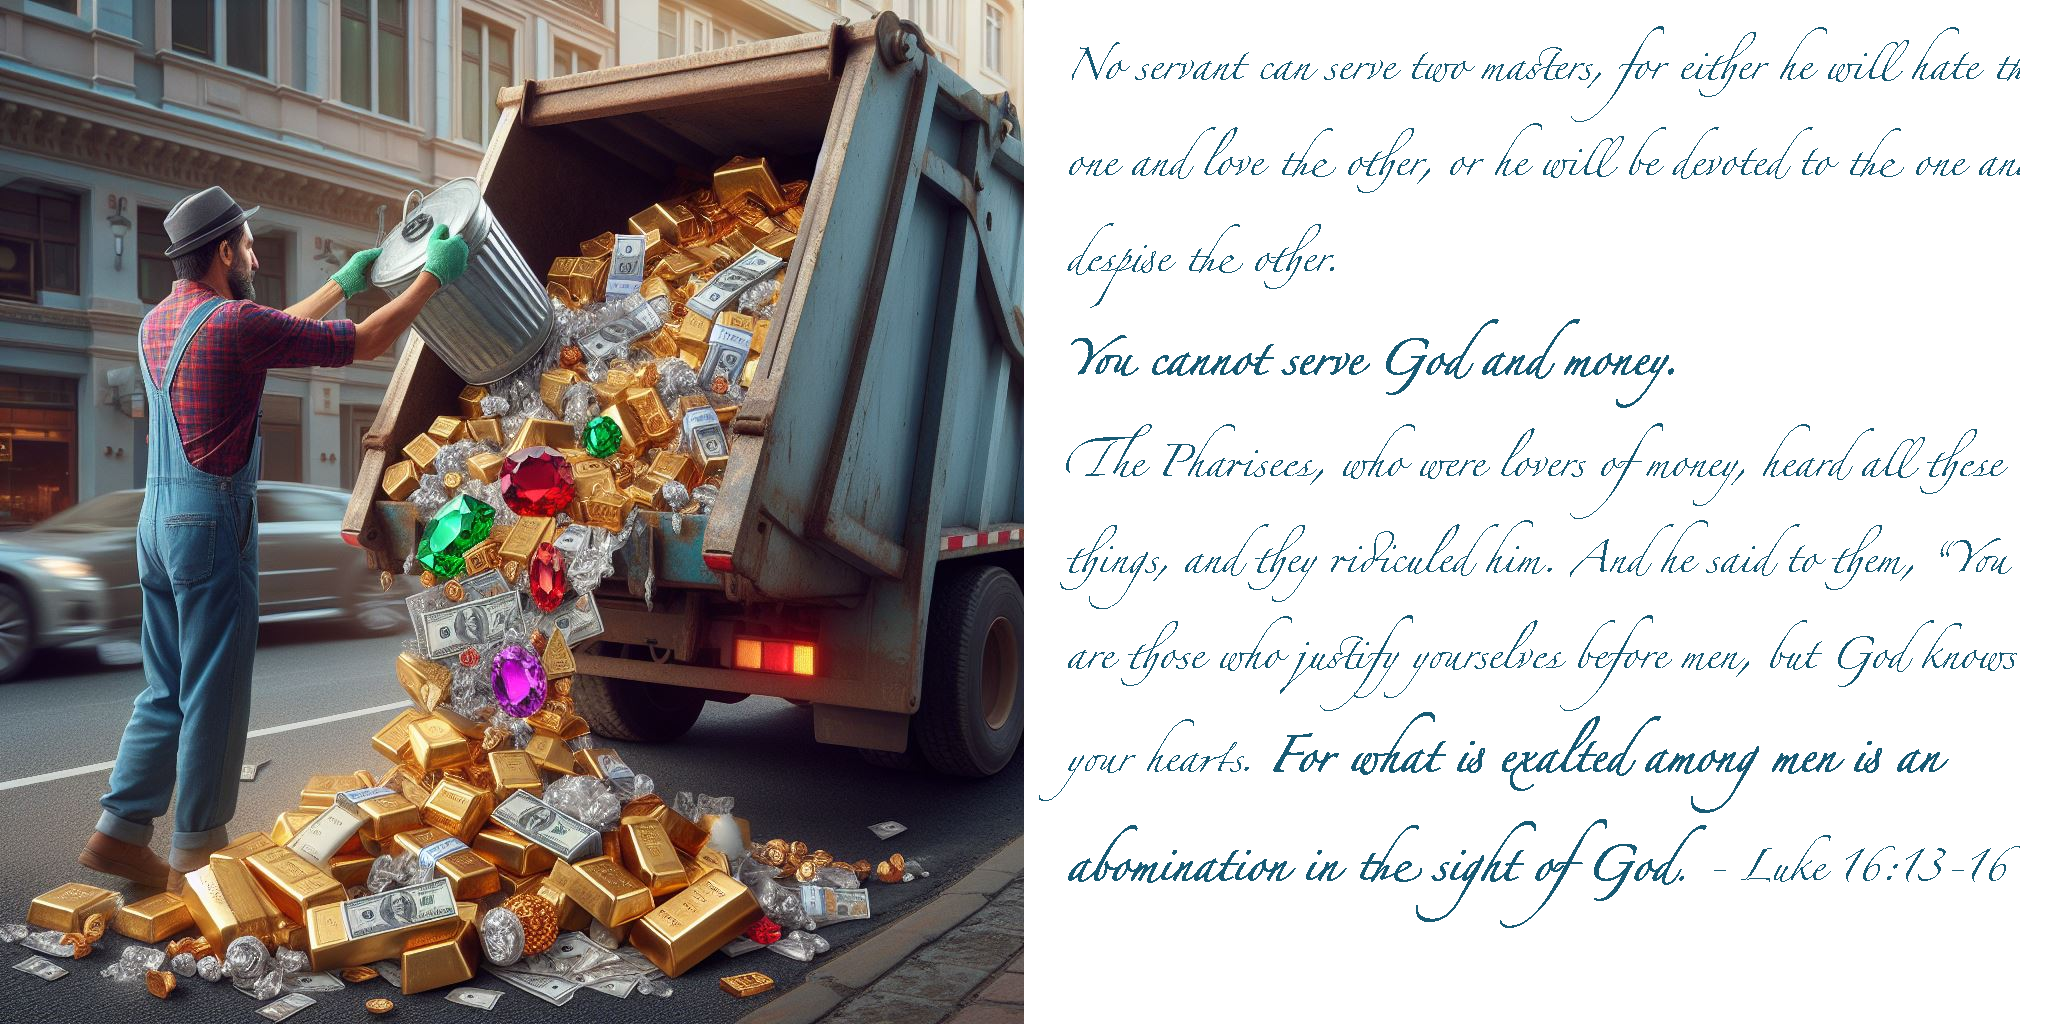 No servant can serve two masters, for either he will hate th
one and love the other, or he will be devoted to the one and
despise the other.
You cannot serve God and money.
The Pharisees, who were lovers of money, heard all these
things, and they ridiculed him. And he said to them, “You
are those who justify yourselves before men, but God knows
your hearts. For what is exalted among men is an
abomination in the sight of God. - Luke 16:13-16